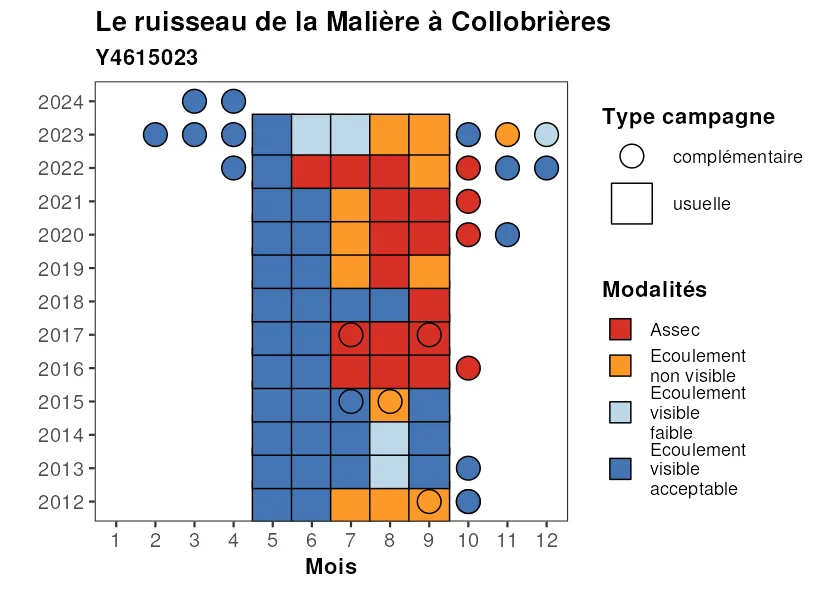 Le ruisseau de la Malière à Collobrières
Y4615023
2024
2023
2022
2021
2020
2019
2018
2017
2016
2015
2014
2013
2012
1 2 3 4 5 6 7 8 9 10 11 12
Mois
Type campagne
complémentaire
usuelle
Modalités
Assec
Ecoulement
non visible
Ecoulement
visible
faible
Ecoulement
visible
acceptable